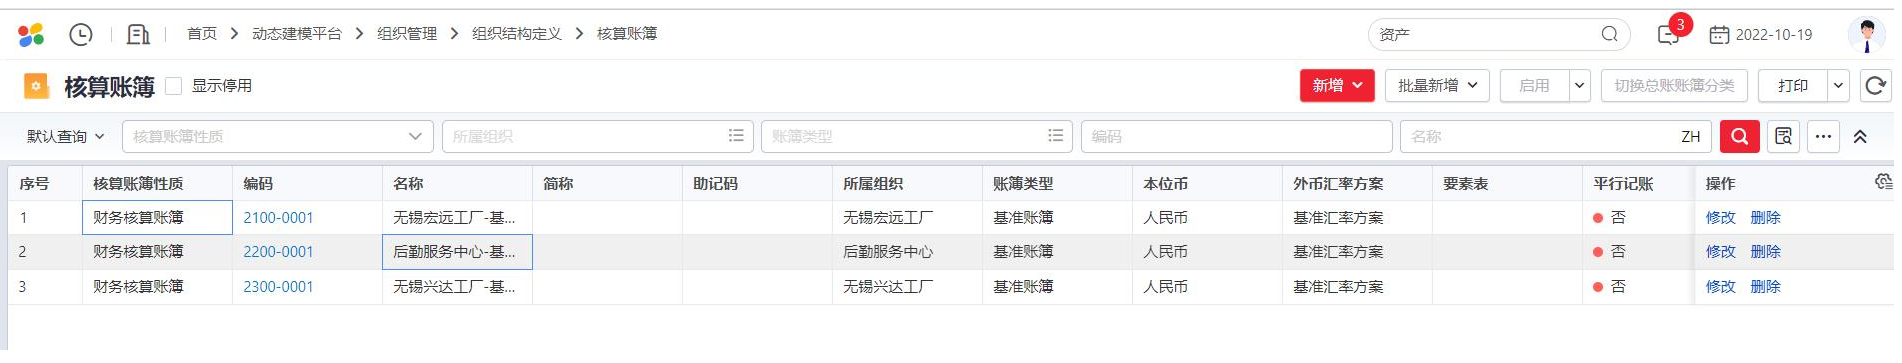 首页 > 动态建模平台 > 组织管理 > 组织结构定义 > 核算账簿 资产 3 2022-10-19
核算账簿 显示停用 新增 批量新增 启用 切换总账账簿分类 打印
默认查询 核算账簿性质 所属组织 账簿类型 编码 名称 ZH
序号 核算账簿性质 编码 名称 简称 助记码 所属组织 账簿类型 本位币 外币汇率方案 要素表 平行记账 操作
1 财务核算账簿 2100-0001 无锡宏远工厂-基... 无锡宏远工厂 基准账簿 人民币 基准汇率方案 否 修改 删除
2 财务核算账簿 2200-0001 后勤服务中心-基... 后勤服务中心 基准账簿 人民币 基准汇率方案 否 修改 删除
3 财务核算账簿 2300-0001 无锡兴达工厂-基... 无锡兴达工厂 基准账簿 人民币 基准汇率方案 否 修改 删除